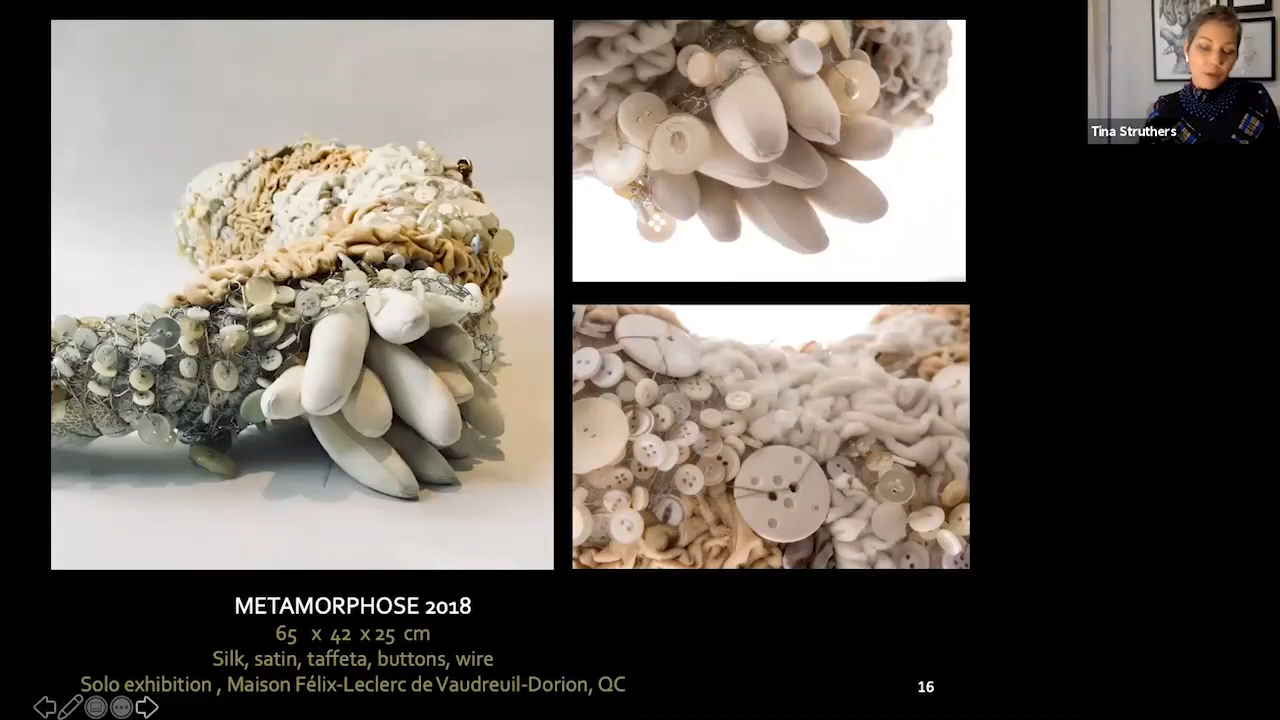 Tina Struthers
METAMORPHOSE 2018
65 x 42 x 25 cm
Silk, satin, taffeta, buttons, wire
Solo exhibition , Maison Félix-Leclerc de Vaudreuil-Dorion, QC
16